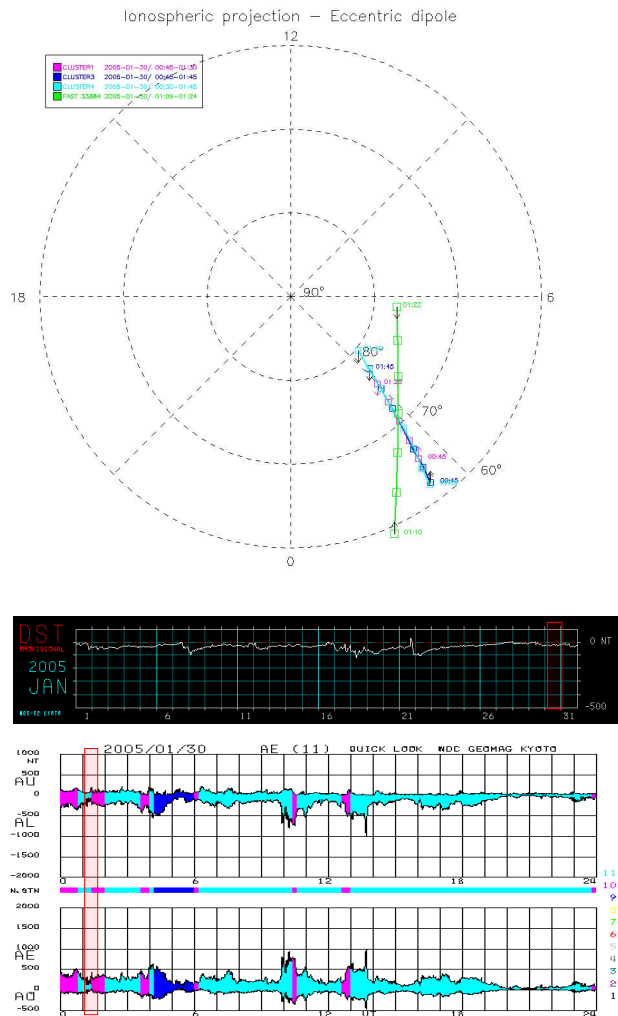 Ionospheric projection − Eccentric dipole
12
CLUSTER1 2005-01-30/ 00:45-01:30
CLUSTER3 2005-01-30/ 00:45-01:45
CLUSTER4 2005-01-30/ 00:30-01:45
FAST 33884 2005-01-30/ 01:09-01:24
18
90°
6
01:22
80°
01:45
70°
00:45
60°
00:45
01:10
0
DST
PROVISIONAL
2005
JAN
WDC-C2 KYOTO
0 NT
-500
1 6 11 16 21 26 31
2005/01/30 AE (11) QUICK LOOK WDC GEOMAG KYOTO
1000
NT
500
AU
0
AL
-500
-1000
-1500
-2000
0 6 12 18 24
N.STN
11
10
9
8
7
6
5
4
3
2
1
2000
1500
1000
AE
500
0
AO
-500
0 6 12 UT 18 24